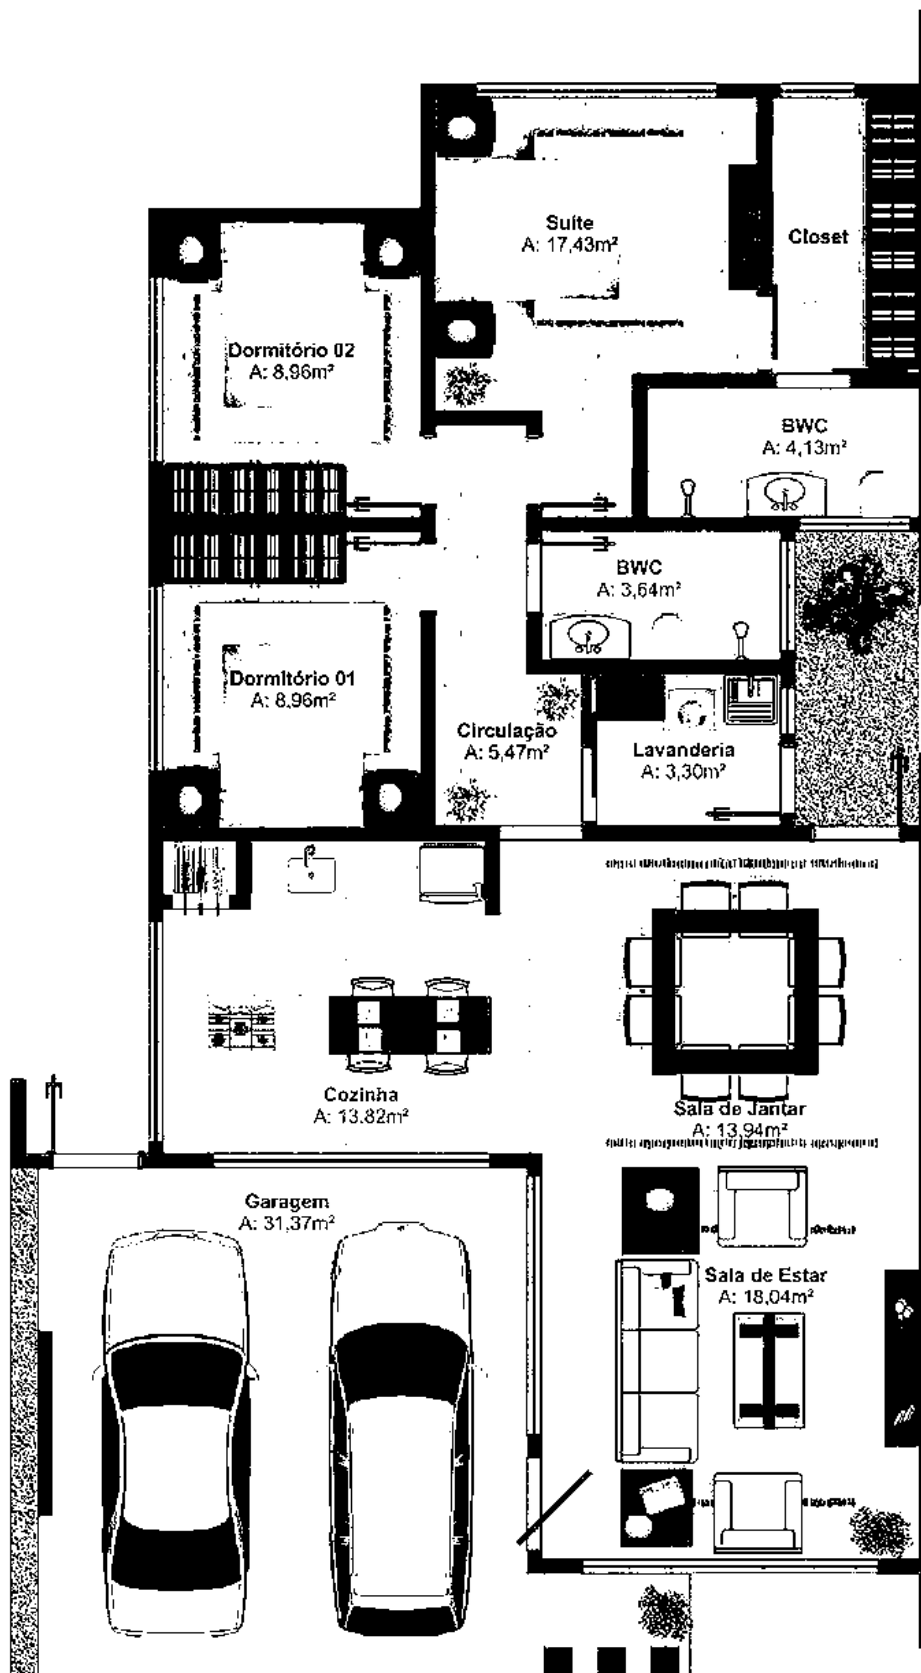 Suíte
A: 17,43m²
Closet
Dormitório 02
A: 8,96m²
BWC
A: 4,13m²
BWC
A: 3,64m²
Dormitório 01
A: 8,96m²
Circulação
A: 5,47m²
Lavanderia
A: 3,30m²
Cozinha
A: 13.82m²
Sala de Jantar
A: 13,94m²
Garagem
A: 31,37m²
Sala de Estar
A: 18,04m²